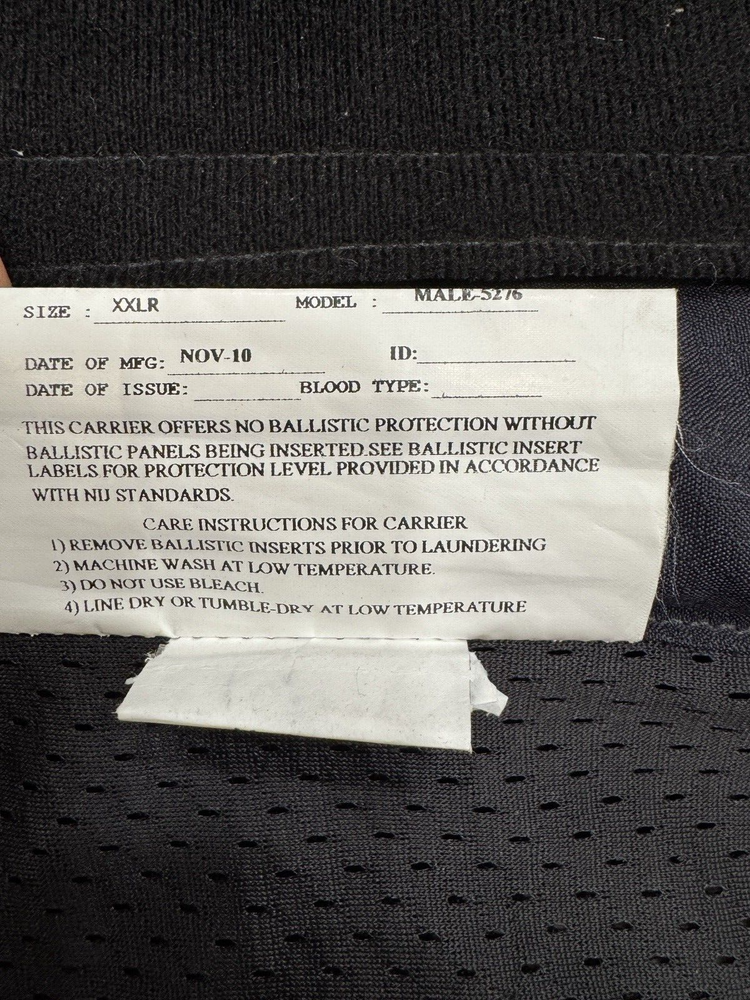 SIZE : XXLR MODEL : MALE-5276
DATE OF MFG: NOV-10 ID:
DATE OF ISSUE: BLOOD TYPE:
THIS CARRIER OFFERS NO BALLISTIC PROTECTION WITHOUT
BALLISTIC PANELS BEING INSERTED.SEE BALLISTIC INSERT
LABELS FOR PROTECTION LEVEL PROVIDED IN ACCORDANCE
WITH NIJ STANDARDS.
CARE INSTRUCTIONS FOR CARRIER
1) REMOVE BALLISTIC INSERTS PRIOR TO LAUNDERING
2) MACHINE WASH AT LOW TEMPERATURE.
3) DO NOT USE BLEACH.
4) LINE DRY OR TUMBLE-DRY AT LOW TEMPERATURE